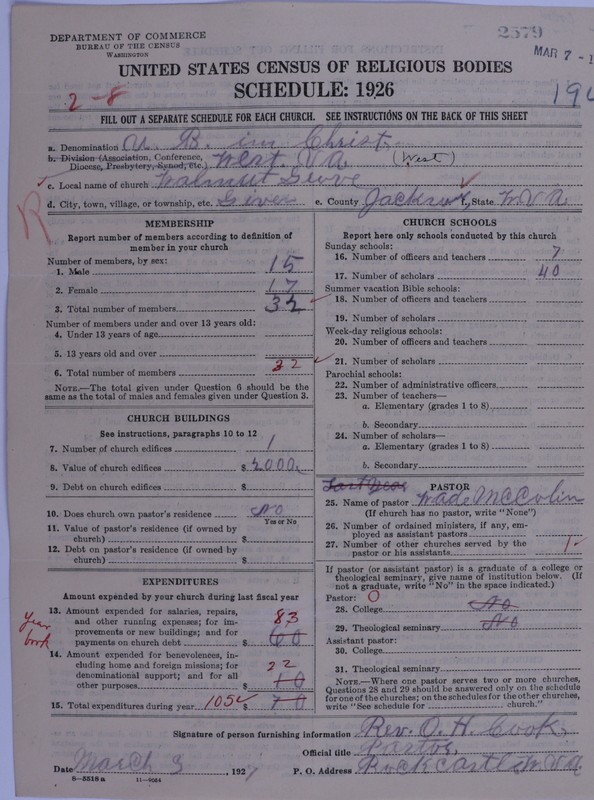 DEPARTMENT OF COMMERCE
BUREAU OF THE CENSUS
WASHINGTON
2379
MAR 7 - 1
UNITED STATES CENSUS OF RELIGIOUS BODIES
SCHEDULE: 1926
2-8
194
FILL OUT A SEPARATE SCHEDULE FOR EACH CHURCH. SEE INSTRUCTIONS ON THE BACK OF THIS SHEET
a. Denomination U. B. in Christ
b. Division (Association, Conference, Diocese, Presbytery, Synod, etc.) West. VA (West)
c. Local name of church Walnut Grove
d. City, town, village, or township, etc. e. County Jackson, State W VA
R
MEMBERSHIP
Report number of members according to definition of
member in your church
Number of members, by sex:
1. Male 15
2. Female 17
3. Total number of members 32
Number of members under and over 13 years old:
4. Under 13 years of age
5. 13 years old and over
6. Total number of members 32
NOTE.—The total given under Question 6 should be the
same as the total of males and females given under Question 3.
CHURCH BUILDINGS
See instructions, paragraphs 10 to 12
7. Number of church edifices 1
8. Value of church edifices $2000
9. Debt on church edifices $
10. Does church own pastor's residence No
Yes or No
11. Value of pastor's residence (if owned by
church) $
12. Debt on pastor's residence (if owned by
church) $
EXPENDITURES
Amount expended by your church during last fiscal year
Year book
13. Amount expended for salaries, repairs,
and other running expenses; for im-
provements or new buildings; and for
payments on church debt $ 83 60
14. Amount expended for benevolences, in-
cluding home and foreign missions; for
denominational support; and for all
other purposes $ 22 10
15. Total expenditures during year 105 $ 70
CHURCH SCHOOLS
Report here only schools conducted by this church
Sunday schools:
16. Number of officers and teachers 7
17. Number of scholars 40
Summer vacation Bible schools:
18. Number of officers and teachers
19. Number of scholars
Week-day religious schools:
20. Number of officers and teachers
21. Number of scholars
Parochial schools:
22. Number of administrative officers
23. Number of teachers—
a. Elementary (grades 1 to 8)
b. Secondary
24. Number of scholars—
a. Elementary (grades 1 to 8)
b. Secondary
Last Year PASTOR
25. Name of pastor Wade McColin
(If church has no pastor, write "None")
26. Number of ordained ministers, if any, em-
ployed as assistant pastors
27. Number of other churches served by the
pastor or his assistants 1
If pastor (or assistant pastor) is a graduate of a college or
theological seminary, give name of institution below. (If
not a graduate, write "No" in the space indicated.)
Pastor: O
28. College No
29. Theological seminary No
Assistant pastor:
30. College
31. Theological seminary
NOTE.—Where one pastor serves two or more churches,
Questions 28 and 29 should be answered only on the schedule
for one of the churches; on the schedules for the other churches,
write "See schedule for church."
Signature of person furnishing information Rev. O. H. Cook
Official title Pastor
Date March 3, 1927 P. O. Address Rockcastle W VA
8-5518a 11-9054